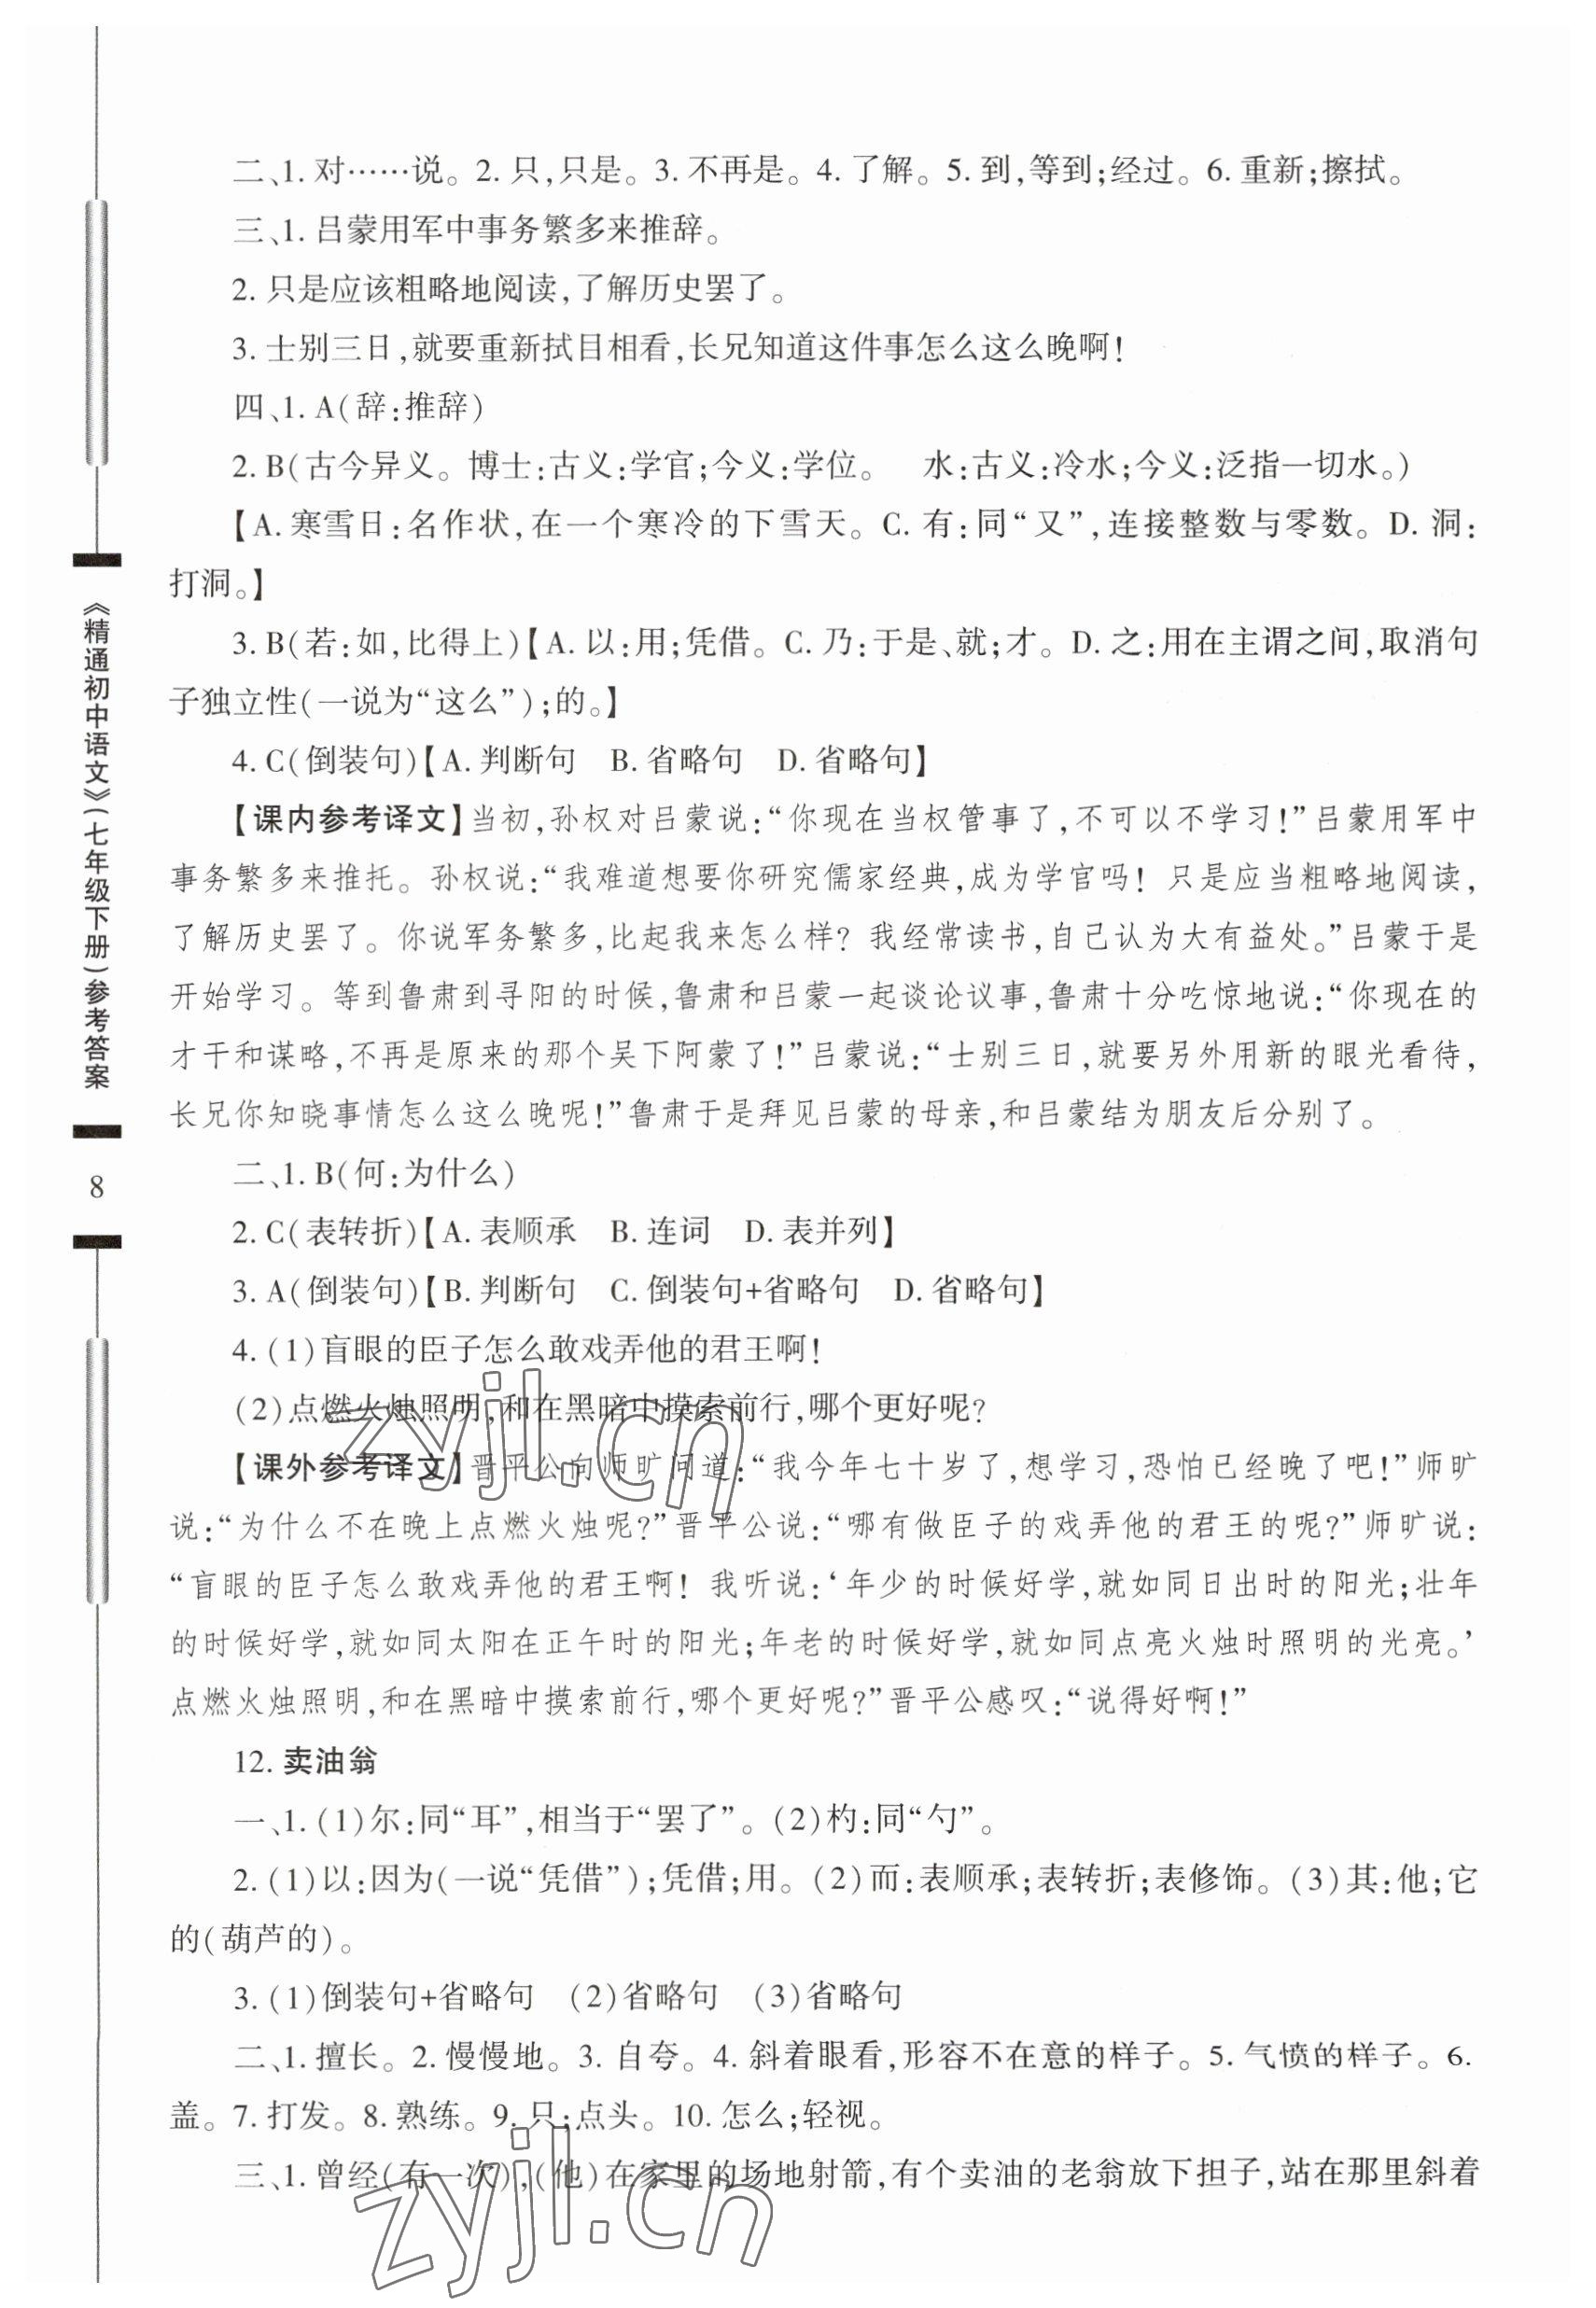 二、1. 对……说。2. 只,只是。3. 不再是。4. 了解。5. 到,等到;经过。6. 重新;擦拭。
三、1. 吕蒙用军中事务繁多来推辞。
2. 只是应该粗略地阅读,了解历史罢了。
3. 士别三日,就要重新拭目相看,长兄知道这件事怎么这么晚啊!
四、1. A(辞:推辞)
2. B(古今异义。博士:古义:学官;今义:学位。 水:古义:冷水;今义:泛指一切水。)
【A. 寒雪日:名作状,在一个寒冷的下雪天。C. 有:同“又”,连接整数与零数。D. 洞:
打洞。】
3. B(若:如,比得上)【A. 以:用;凭借。C. 乃:于是、就;才。D. 之:用在主谓之间,取消句
子独立性(一说为“这么”);的。】
4. C(倒装句)【A. 判断句 B. 省略句 D. 省略句】
【课内参考译文】当初,孙权对吕蒙说:“你现在当权管事了,不可以不学习!”吕蒙用军中
事务繁多来推托。孙权说:“我难道想要你研究儒家经典,成为学官吗! 只是应当粗略地阅读,
了解历史罢了。你说军务繁多,比起我来怎么样? 我经常读书,自己认为大有益处。”吕蒙于是
开始学习。等到鲁肃到寻阳的时候,鲁肃和吕蒙一起谈论议事,鲁肃十分吃惊地说:“你现在的
才干和谋略,不再是原来的那个吴下阿蒙了!”吕蒙说:“士别三日,就要另外用新的眼光看待,
长兄你知晓事情怎么这么晚呢!”鲁肃于是拜见吕蒙的母亲,和吕蒙结为朋友后分别了。
二、1. B(何:为什么)
2. C(表转折)【A. 表顺承 B. 连词 D. 表并列】
3. A(倒装句)【B. 判断句 C. 倒装句+省略句 D. 省略句】
4. (1)盲眼的臣子怎么敢戏弄他的君王啊!
(2)点燃火烛照明,和在黑暗中摸索前行,哪个更好呢?
【课外参考译文】晋平公向师旷问道:“我今年七十岁了,想学习,恐怕已经晚了吧!”师旷
说:“为什么不在晚上点燃火烛呢?”晋平公说:“哪有做臣子的戏弄他的君王的呢?”师旷说:
“盲眼的臣子怎么敢戏弄他的君王啊! 我听说:‘年少的时候好学,就如同日出时的阳光;壮年
的时候好学,就如同太阳在正午时的阳光;年老的时候好学,就如同点亮火烛时照明的光亮。’
点燃火烛照明,和在黑暗中摸索前行,哪个更好呢?”晋平公感叹:“说得好啊!”
12. 卖油翁
一、1. (1)尔:同“耳”,相当于“罢了”。(2)杓:同“勺”。
2. (1)以:因为(一说“凭借”);凭借;用。(2)而:表顺承;表转折;表修饰。(3)其:他;它
的(葫芦的)。
3. (1)倒装句+省略句 (2)省略句 (3)省略句
二、1. 擅长。2. 慢慢地。3. 自夸。4. 斜着眼看,形容不在意的样子。5. 气愤的样子。6.
盖。7. 打发。8. 熟练。9. 只;点头。10. 怎么;轻视。
三、1. 曾经(有一次),(他)在家里的场地射箭,有个卖油的老翁放下担子,站在那里斜着
《精通初中语文》(七年级下册)参考答案
8
zyjl.cn
zyjl.cn